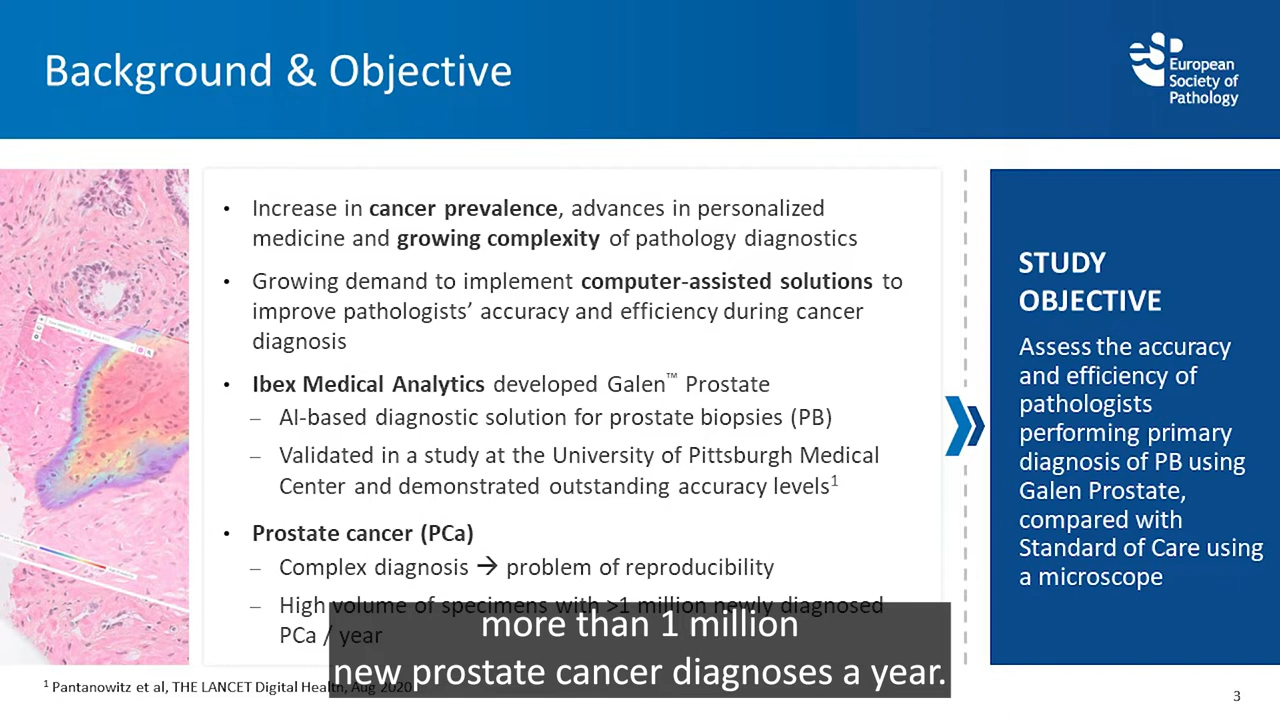 Background & Objective
European
Society of
Pathology
• Increase in cancer prevalence, advances in personalized
medicine and growing complexity of pathology diagnostics
• Growing demand to implement computer-assisted solutions to
improve pathologists’ accuracy and efficiency during cancer
diagnosis
• Ibex Medical Analytics developed Galen™ Prostate
– AI-based diagnostic solution for prostate biopsies (PB)
– Validated in a study at the University of Pittsburgh Medical
Center and demonstrated outstanding accuracy levels1
• Prostate cancer (PCa)
– Complex diagnosis → problem of reproducibility
– High volume of specimens with >1 million newly diagnosed
PCa / year
STUDY
OBJECTIVE
Assess the accuracy
and efficiency of
pathologists
performing primary
diagnosis of PB using
Galen Prostate,
compared with
Standard of Care using
a microscope
more than 1 million
new prostate cancer diagnoses a year.
1 Pantanowitz et al, THE LANCET Digital Health, Aug 2020
3